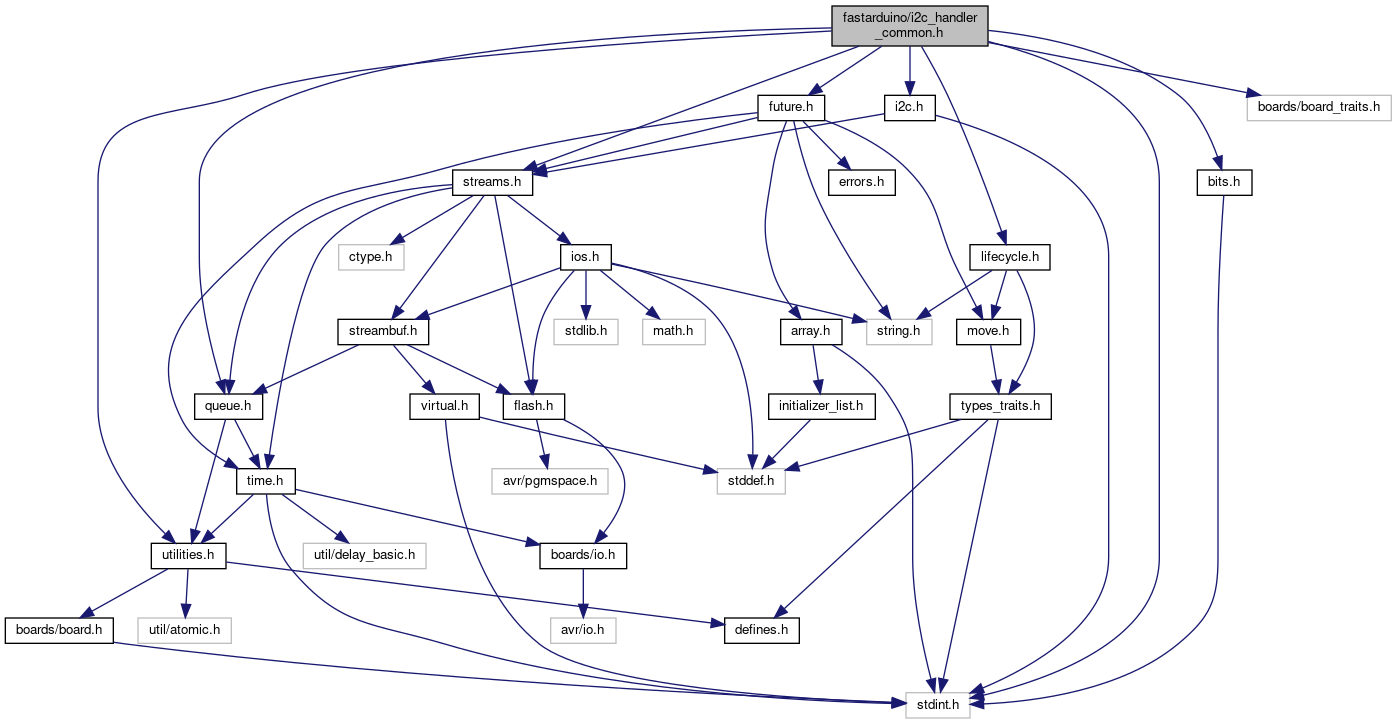 fastarduino/i2c_handler
_common.h
future.h
i2c.h
boards/board_traits.h
streams.h
errors.h
bits.h
ctype.h
ios.h
lifecycle.h
streambuf.h
stdlib.h
math.h
array.h
string.h
move.h
queue.h
virtual.h
flash.h
initializer_list.h
types_traits.h
time.h
avr/pgmspace.h
stddef.h
utilities.h
util/delay_basic.h
boards/io.h
boards/board.h
util/atomic.h
avr/io.h
defines.h
stdint.h